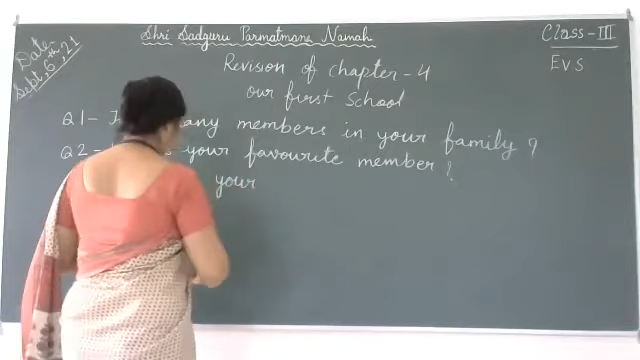 Shri Sadguru Parmatmane Namah
Class-III
Date
Sept, 6th, 21
EVS
Revision of chapter-4
our first School
Q1- any members in your family ?
Q2- your favourite member ?
your